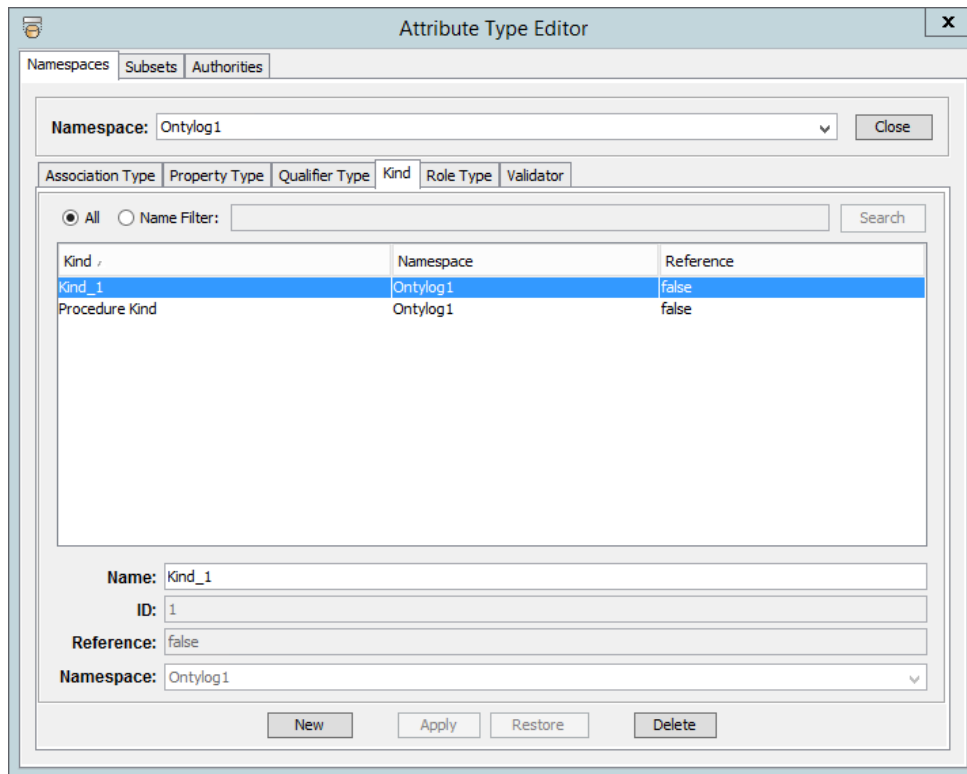 Attribute Type Editor x
Namespaces Subsets Authorities
Namespace: Ontylog1 Close
Association Type Property Type Qualifier Type Kind Role Type Validator
All Name Filter: Search
Kind Namespace Reference
Kind_1 Ontylog1 false
Procedure Kind Ontylog1 false
Name: Kind_1
ID: 1
Reference: false
Namespace: Ontylog1
New Apply Restore Delete